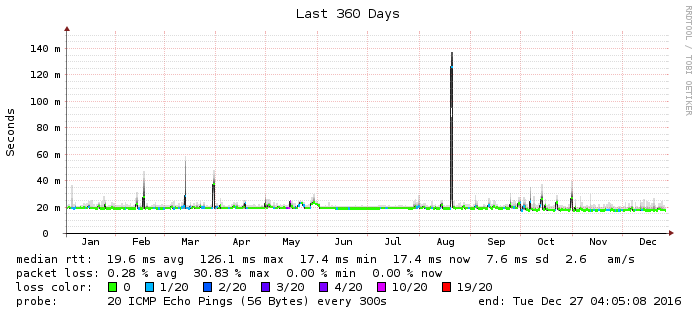 Last 360 Days
RRDTOOL / TOBI OETIKER
Seconds
140 m
120 m
100 m
80 m
60 m
40 m
20 m
0
Jan Feb Mar Apr May Jun Jul Aug Sep Oct Nov Dec
median rtt: 19.6 ms avg 126.1 ms max 17.4 ms min 17.4 ms now 7.6 ms sd 2.6 am/s
packet loss: 0.28 % avg 30.83 % max 0.00 % min 0.00 % now
loss color: 0 1/20 2/20 3/20 4/20 10/20 19/20
probe: 20 ICMP Echo Pings (56 Bytes) every 300s end: Tue Dec 27 04:05:08 2016